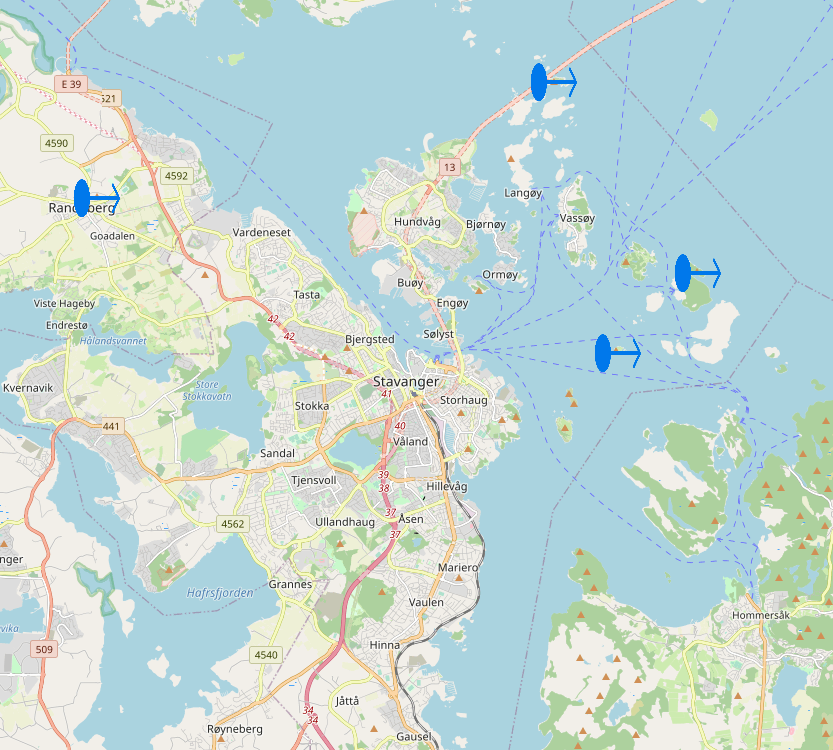 E 39
521
4590
4592
13
Langøy
Randaberg
Vassøy
Hundvåg
Bjørnøy
Goadalen
Vardeneset
Ormøy
Buøy
Tasta
Engøy
Viste Hageby
Endrestø
42
42
Sølyst
Hålandsvannet
Bjergsted
Store
Stokkavatn
Stavanger
Kvernavik
41
Storhaug
Stokka
441
40
Våland
Sandal
39
Tjensvoll
38
Hillevåg
37
4562
Ullandhaug
Åsen
37
Mariero
Grannes
Hafrsfjorden
Vaulen
Hommersåk
509
Hinna
4540
Jåttå
34
34
Røyneberg
Gausel